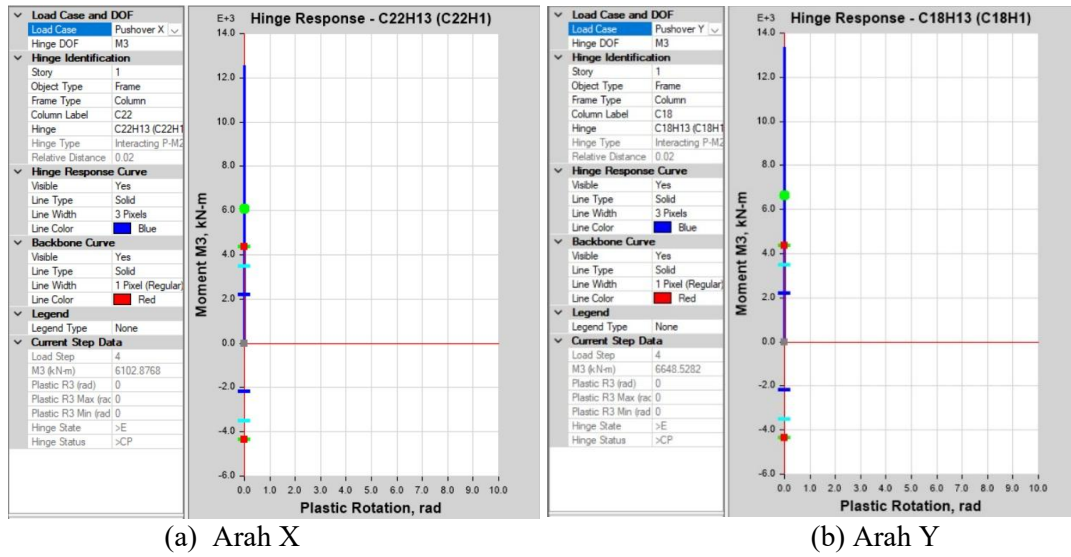 Load Case and DOF
Load Case Pushover X
Hinge DOF M3
Hinge Identification
Story 1
Object Type Frame
Frame Type Column
Column Label C22
Hinge C22H13 (C22H1
Hinge Type Interacting P-M2
Relative Distance 0.02
Hinge Response Curve
Visible Yes
Line Type Solid
Line Width 3 Pixels
Line Color Blue
Backbone Curve
Visible Yes
Line Type Solid
Line Width 1 Pixel (Regular)
Line Color Red
Legend
Legend Type None
Current Step Data
Load Step 4
M3 (kN-m) 6102.8768
Plastic R3 (rad) 0
Plastic R3 Max (rad 0
Plastic R3 Min (rad 0
Hinge State >E
Hinge Status >CP
E+3 Hinge Response - C22H13 (C22H1)
14.0
12.0
10.0
8.0
6.0
4.0
2.0
0.0
-2.0
-4.0
-6.0
Moment M3, kN-m
0.0 1.0 2.0 3.0 4.0 5.0 6.0 7.0 8.0 9.0 10.0
Plastic Rotation, rad
(a) Arah X
Load Case and DOF
Load Case Pushover Y
Hinge DOF M3
Hinge Identification
Story 1
Object Type Frame
Frame Type Column
Column Label C18
Hinge C18H13 (C18H1
Hinge Type Interacting P-M2
Relative Distance 0.02
Hinge Response Curve
Visible Yes
Line Type Solid
Line Width 3 Pixels
Line Color Blue
Backbone Curve
Visible Yes
Line Type Solid
Line Width 1 Pixel (Regular)
Line Color Red
Legend
Legend Type None
Current Step Data
Load Step 4
M3 (kN-m) 6648.5282
Plastic R3 (rad) 0
Plastic R3 Max (rad 0
Plastic R3 Min (rad 0
Hinge State >E
Hinge Status >CP
E+3 Hinge Response - C18H13 (C18H1)
14.0
12.0
10.0
8.0
6.0
4.0
2.0
0.0
-2.0
-4.0
-6.0
Moment M3, kN-m
0.0 1.0 2.0 3.0 4.0 5.0 6.0 7.0 8.0 9.0 10.0
Plastic Rotation, rad
(b) Arah Y